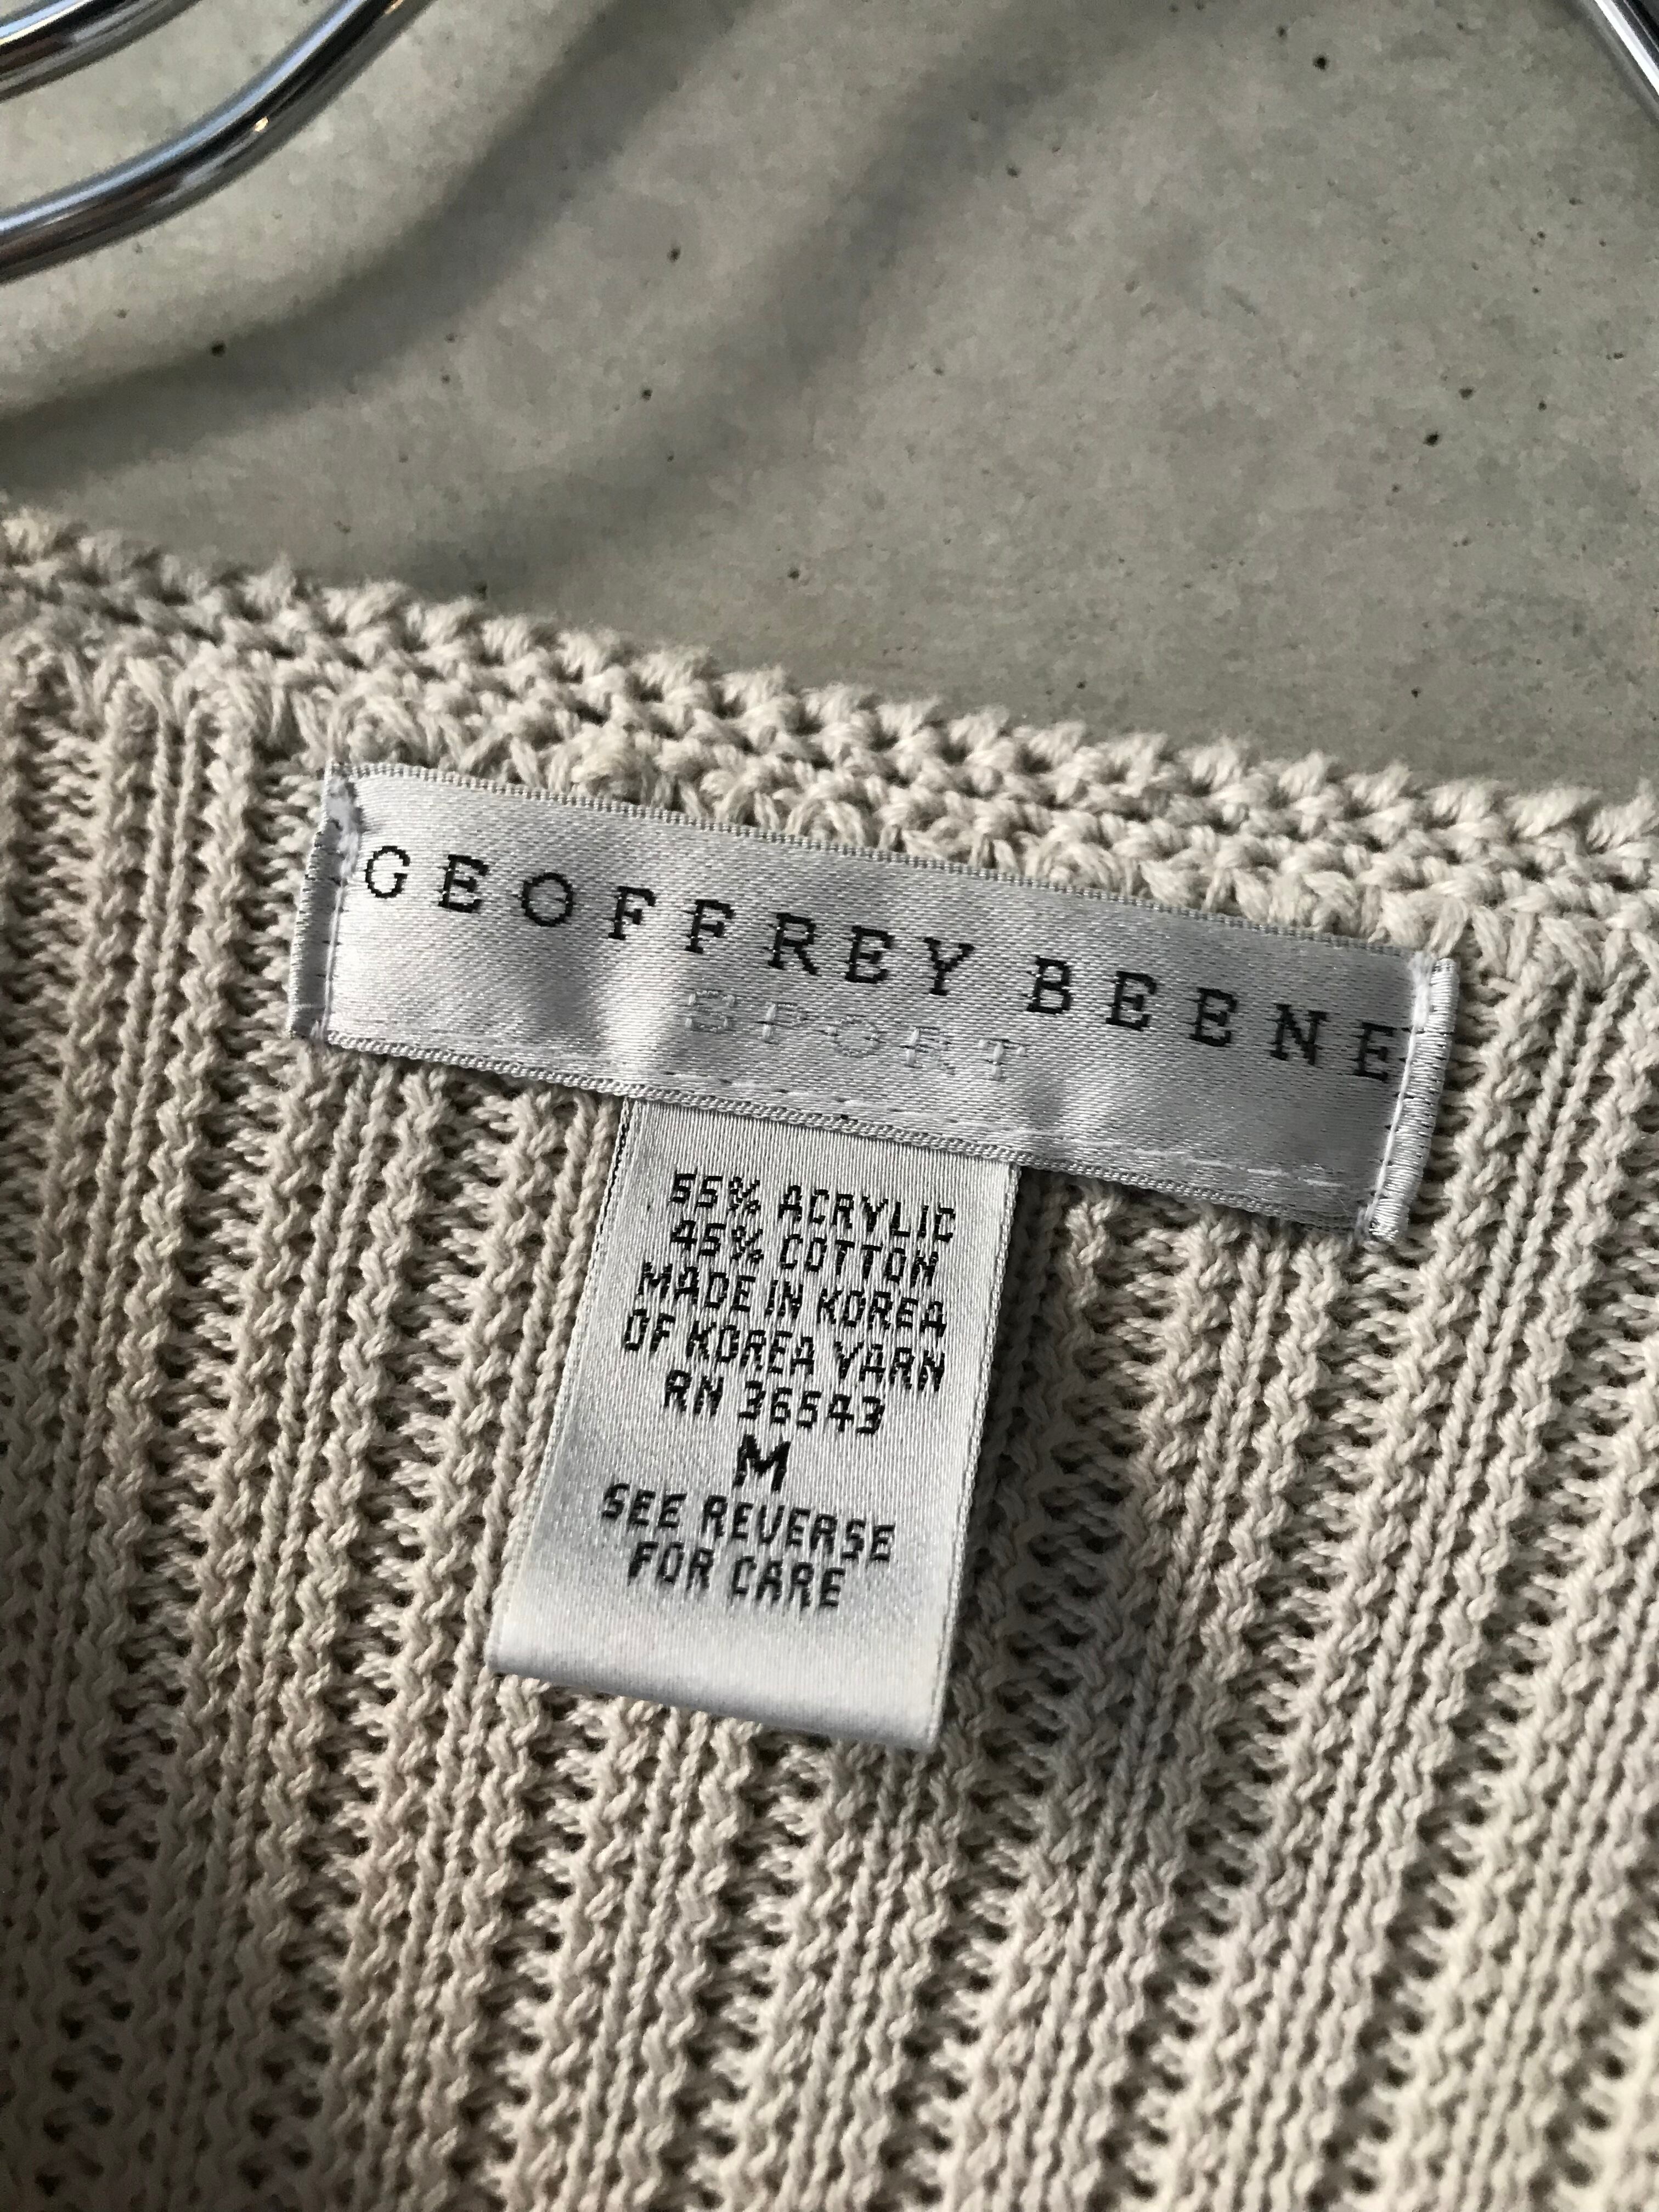 GEOFFREY BEENE
SPORT
55% ACRYLIC
45% COTTON
MADE IN KOREA
OF KOREA YARN
RN 36543
M
SEE REVERSE
FOR CARE